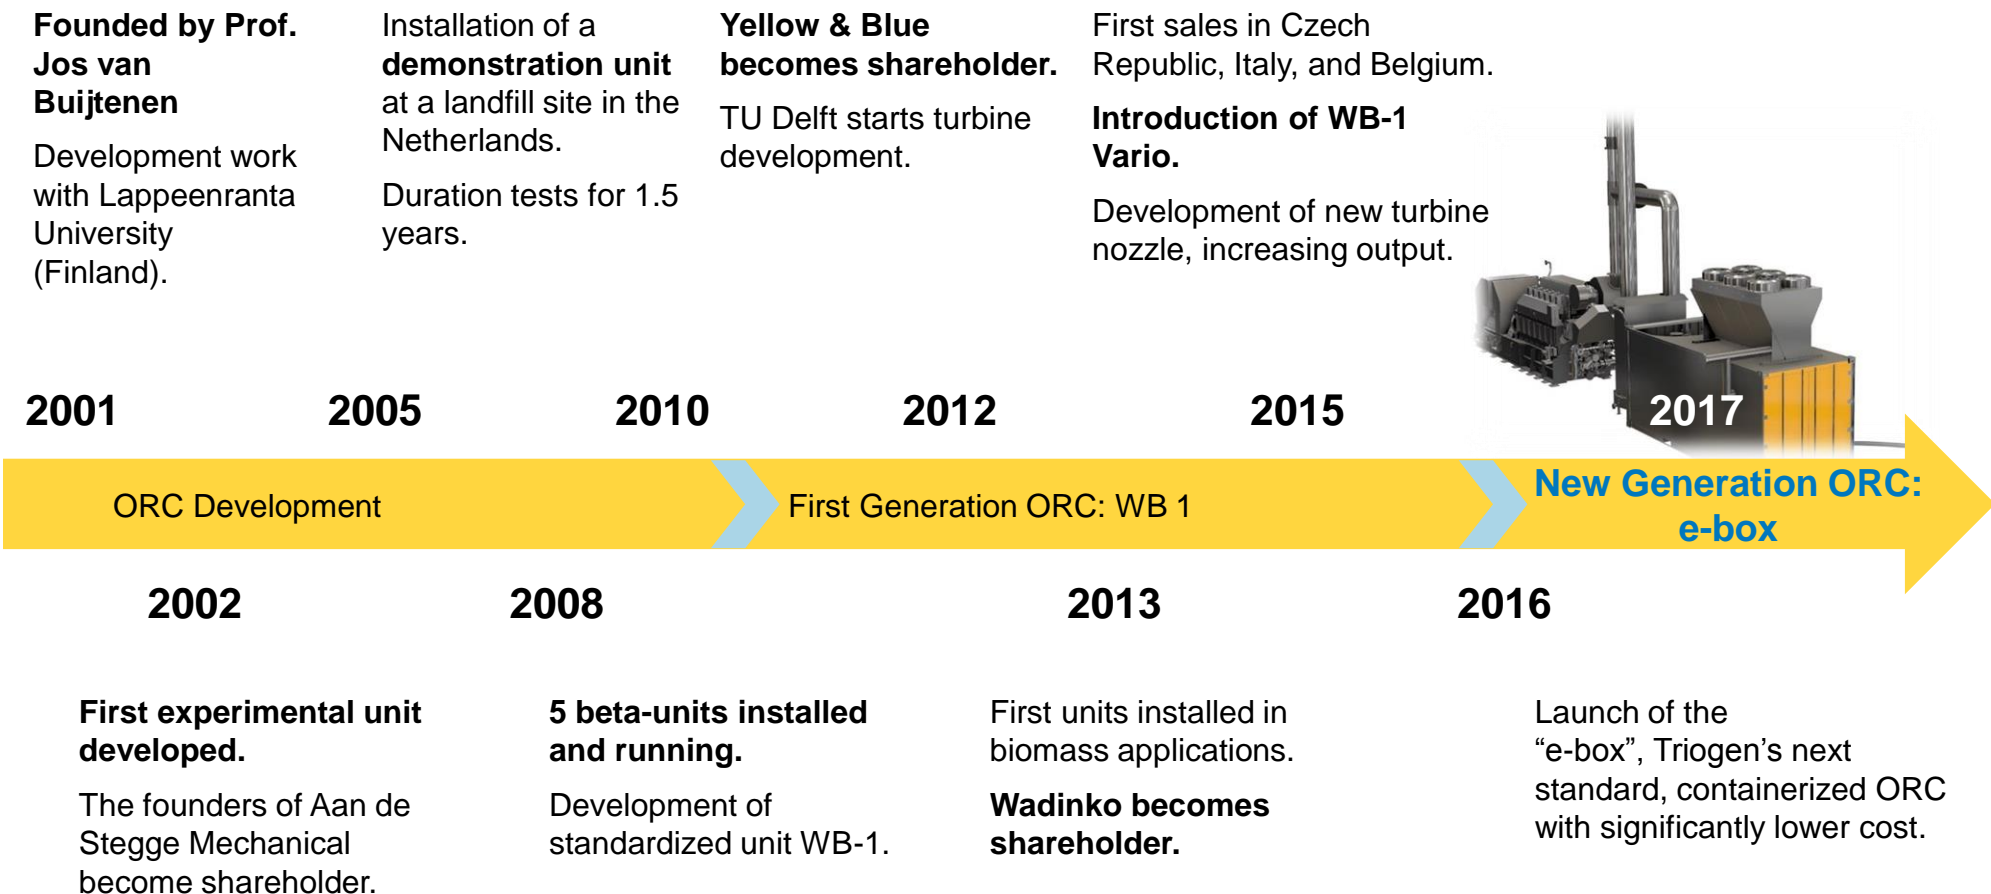 Founded by Prof.
Jos van
Buijtenen
Development work
with Lappeenranta
University
(Finland).
Installation of a
demonstration unit
at a landfill site in the
Netherlands.
Duration tests for 1.5
years.
Yellow & Blue
becomes shareholder.
TU Delft starts turbine
development.
First sales in Czech
Republic, Italy, and Belgium.
Introduction of WB-1
Vario.
Development of new turbine
nozzle, increasing output.
2001
2005
2010
2012
2015
2017
ORC Development
First Generation ORC: WB 1
New Generation ORC:
e-box
2002
2008
2013
2016
First experimental unit
developed.
The founders of Aan de
Stegge Mechanical
become shareholder.
5 beta-units installed
and running.
Development of
standardized unit WB-1.
First units installed in
biomass applications.
Wadinko becomes
shareholder.
Launch of the
“e-box”, Triogen’s next
standard, containerized ORC
with significantly lower cost.